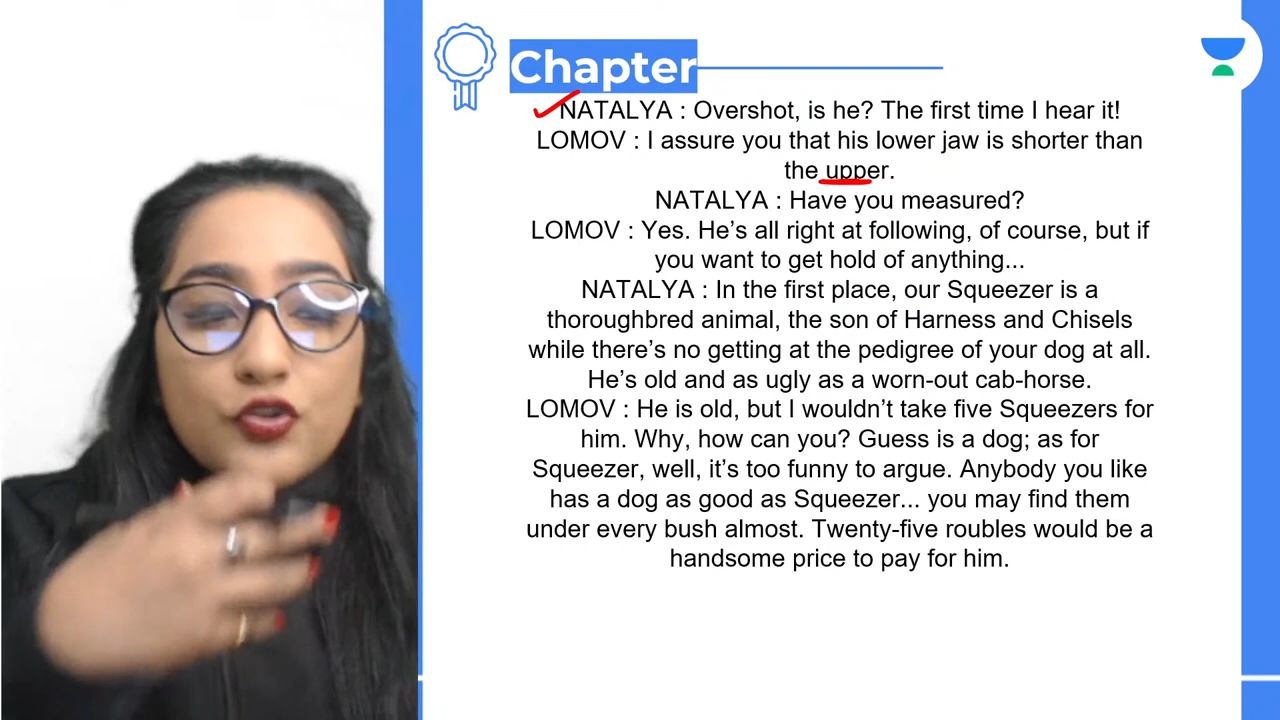 Chapter
NATALYA : Overshot, is he? The first time I hear it!
LOMOV : I assure you that his lower jaw is shorter than
the upper.
NATALYA : Have you measured?
LOMOV : Yes. He’s all right at following, of course, but if
you want to get hold of anything...
NATALYA : In the first place, our Squeezer is a
thoroughbred animal, the son of Harness and Chisels
while there’s no getting at the pedigree of your dog at all.
He’s old and as ugly as a worn-out cab-horse.
LOMOV : He is old, but I wouldn’t take five Squeezers for
him. Why, how can you? Guess is a dog; as for
Squeezer, well, it’s too funny to argue. Anybody you like
has a dog as good as Squeezer... you may find them
under every bush almost. Twenty-five roubles would be a
handsome price to pay for him.